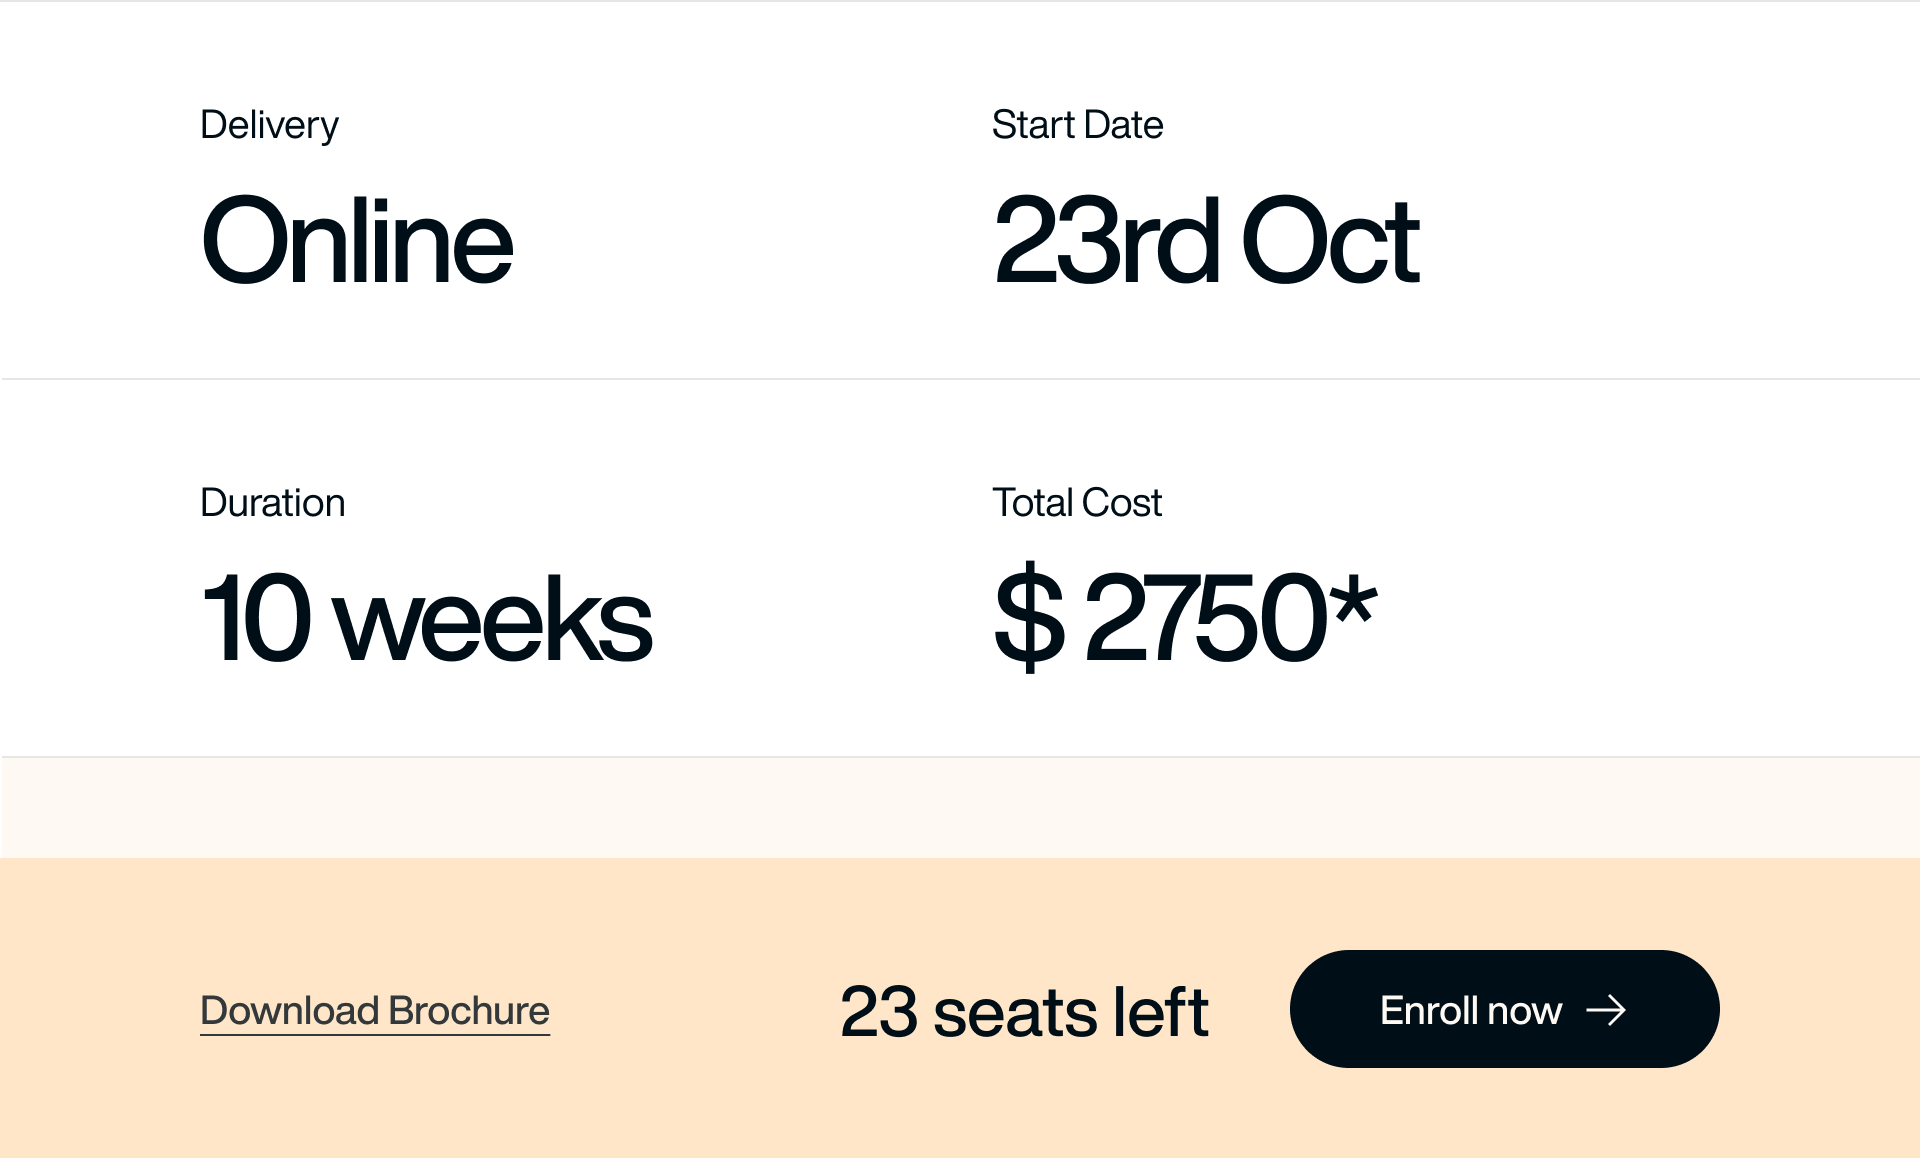 Delivery
Online
Start Date
23rd Oct
Duration
10 weeks
Total Cost
$ 2750*
Download Brochure
23 seats left
Enroll now →